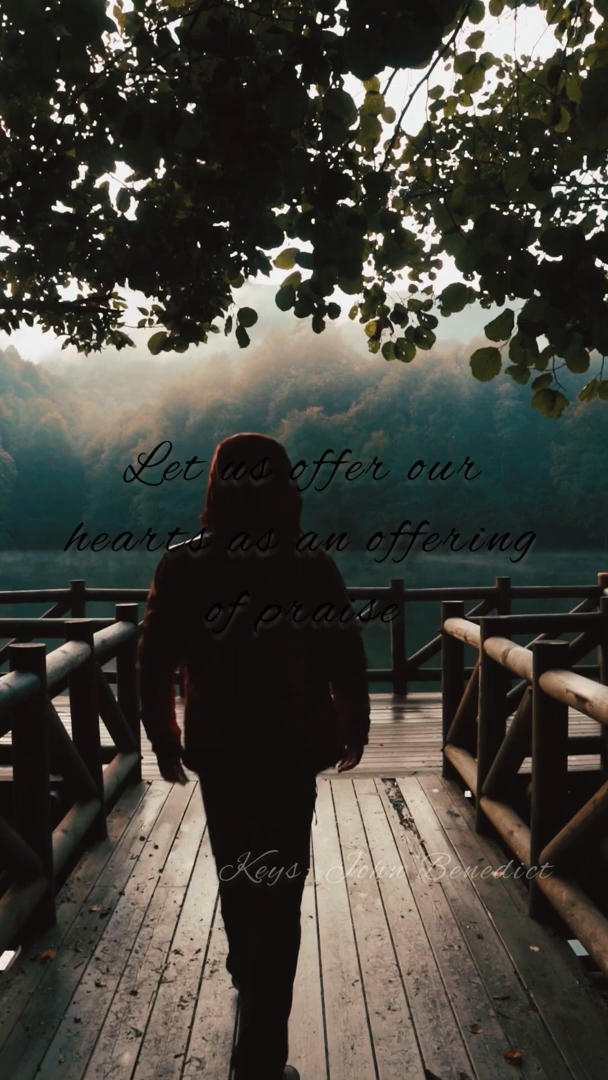 Let us offer our
hearts as an offering
of praise
Keys: John Benedict